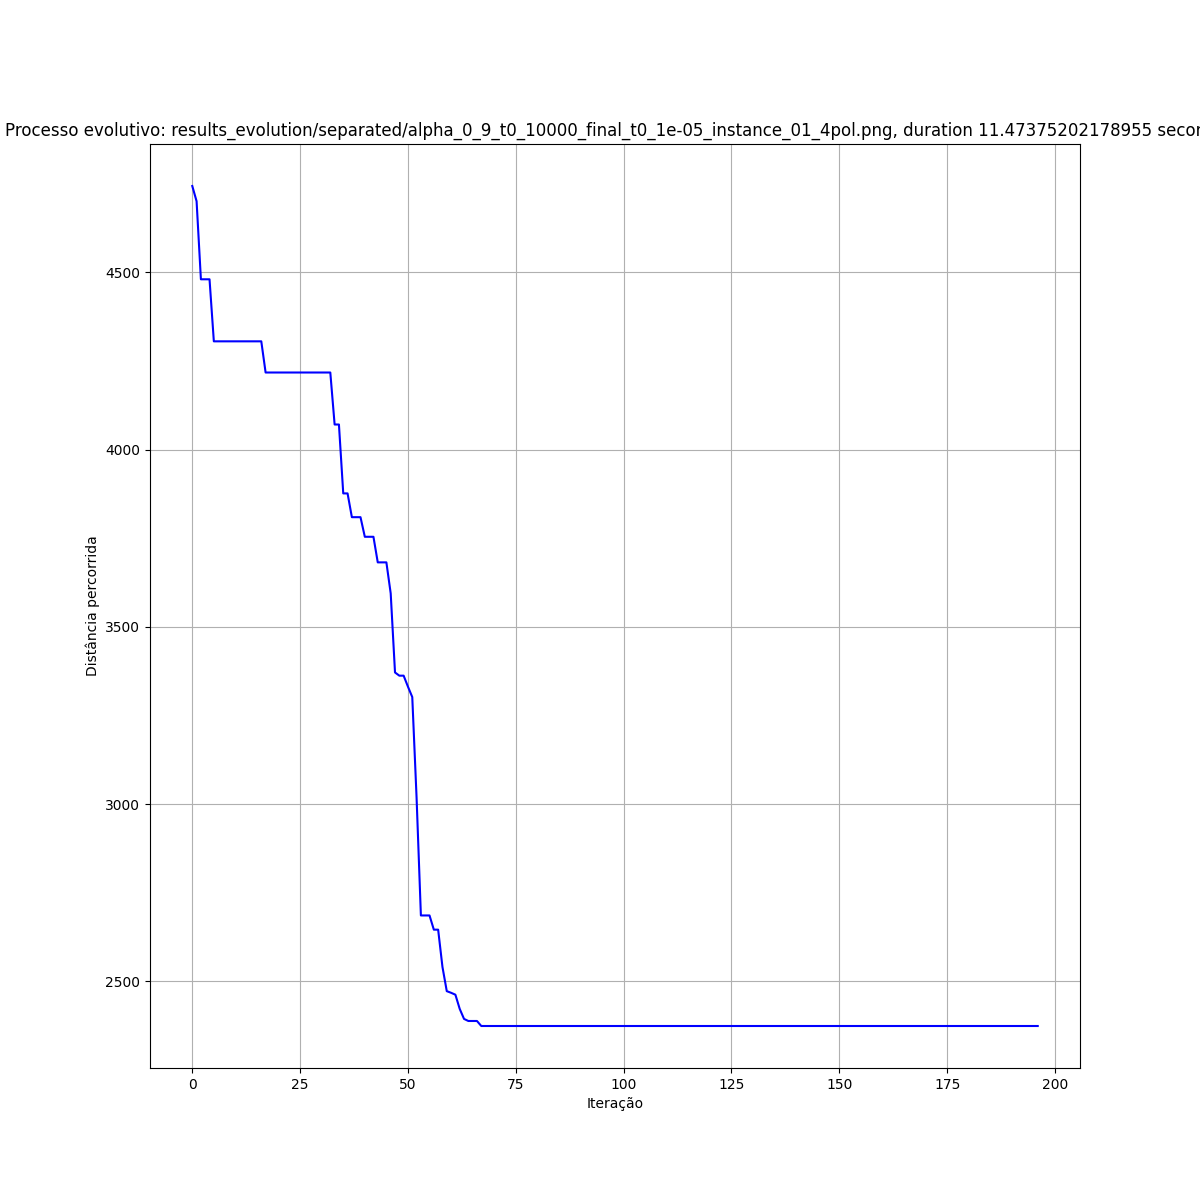 Processo evolutivo: results_evolution/separated/alpha_0_9_t0_10000_final_t0_1e-05_instance_01_4pol.png, duration 11.47375202178955
4500
4000
3500
3000
2500
Distância percorrida
0 25 50 75 100 125 150 175 200
Iteração